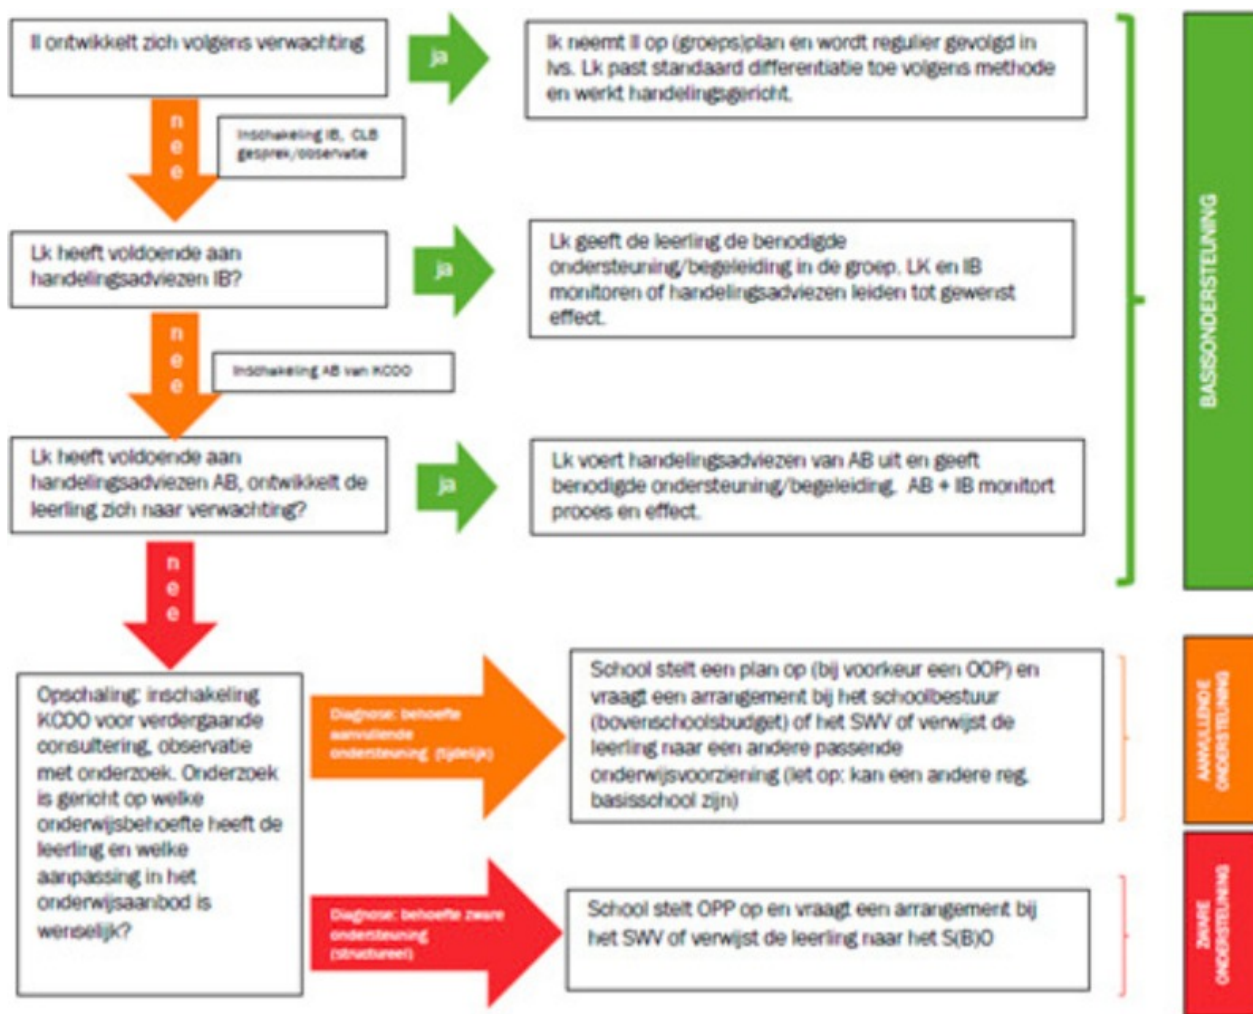 ll ontwikkelt zich volgens verwachting
ja
lk neemt ll op (groeps)plan en wordt regulier gevolgd in
lvs. Lk past standaard differentiatie toe volgens methode
en werkt handelingsgericht.
nee
Inschakeling IB, CLB
gesprek/observatie
Lk heeft voldoende aan
handelingsadviezen IB?
ja
Lk geeft de leerling de benodigde
ondersteuning/begeleiding in de groep. LK en IB
monitoren of handelingsadviezen leiden tot gewenst
effect.
nee
Inschakeling AB van KCOO
Lk heeft voldoende aan
handelingsadviezen AB, ontwikkelt de
leerling zich naar verwachting?
ja
Lk voert handelingsadviezen van AB uit en geeft
benodigde ondersteuning/begeleiding. AB + IB monitort
proces en effect.
BASISONDERSTEUNING
nee
Opschaling: inschakeling
KCOO voor verdergaande
consultering, observatie
met onderzoek. Onderzoek
is gericht op welke
onderwijsbehoefte heeft de
leerling en welke
aanpassing in het
onderwijsaanbod is
wenselijk?
Diagnose: behoefte
aanvullende
ondersteuning (tijdelijk)
School stelt een plan op (bij voorkeur een OOP) en
vraagt een arrangement bij het schoolbestuur
(bovenschoolsbudget) of het SWV of verwijst de
leerling naar een andere passende
onderwijsvoorziening (let op: kan een andere reg.
basisschool zijn)
AANVULLENDE
ONDERSTEUNING
Diagnose: behoefte zware
ondersteuning
(structureel)
School stelt OPP op en vraagt een arrangement bij
het SWV of verwijst de leerling naar het S(B)O
ZWARE
ONDERSTEUNING